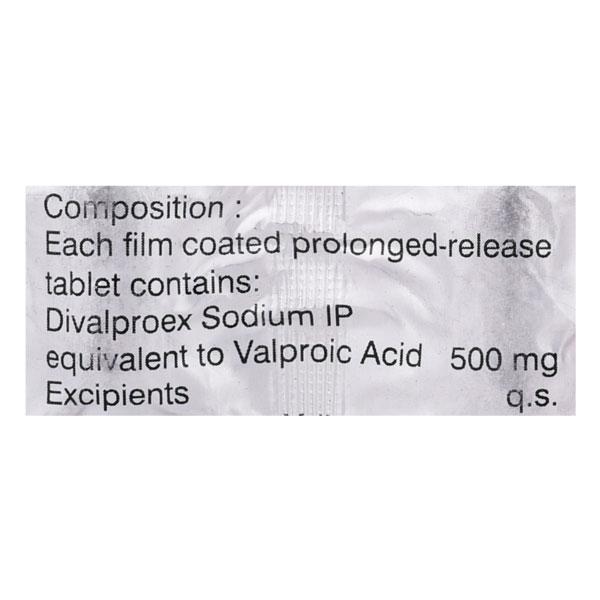 Composition :
Each film coated prolonged-release
tablet contains:
Divalproex Sodium IP
equivalent to Valproic Acid 500 mg
Excipients q.s.